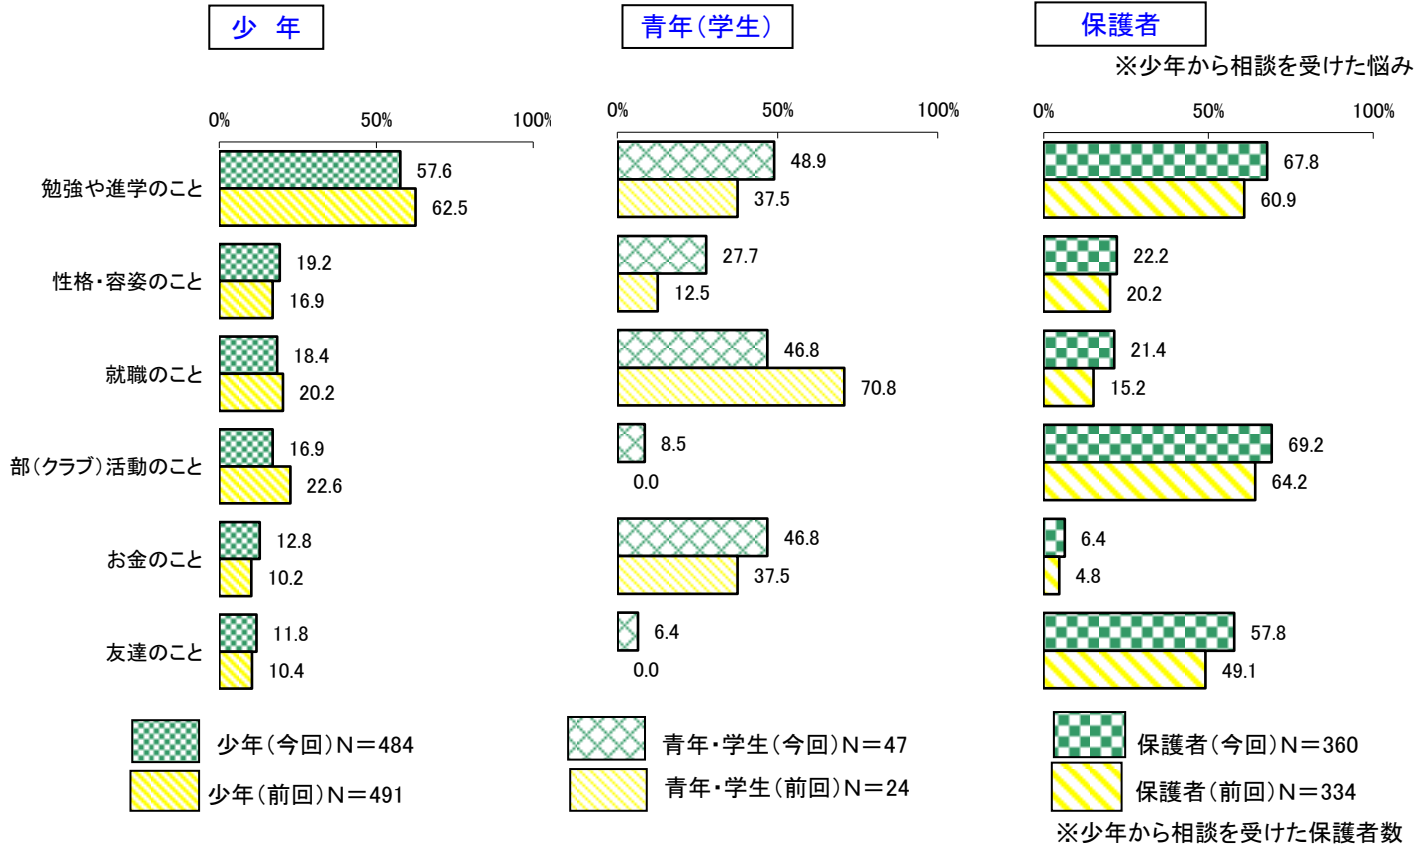 少　年
青年(学生)
保護者
※少年から相談を受けた悩み
0% 50% 100%
0% 50% 100%
0% 50% 100%
勉強や進学のこと
57.6
62.5
48.9
37.5
67.8
60.9
性格・容姿のこと
19.2
16.9
27.7
12.5
22.2
20.2
就職のこと
18.4
20.2
46.8
70.8
21.4
15.2
部(クラブ)活動のこと
16.9
22.6
8.5
0.0
69.2
64.2
お金のこと
12.8
10.2
46.8
37.5
6.4
4.8
友達のこと
11.8
10.4
6.4
0.0
57.8
49.1
少年(今回)N=484
少年(前回)N=491
青年・学生(今回)N=47
青年・学生(前回)N=24
保護者(今回)N=360
保護者(前回)N=334
※少年から相談を受けた保護者数